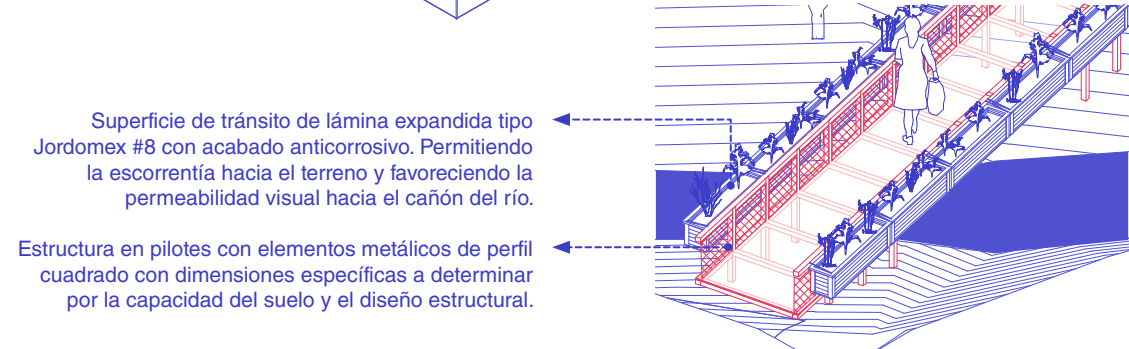 Superficie de tránsito de lámina expandida tipo
Jordomex #8 con acabado anticorrosivo. Permitiendo
la escorrentía hacia el terreno y favoreciendo la
permeabilidad visual hacia el cañón del río.
Estructura en pilotes con elementos metálicos de perfil
cuadrado con dimensiones específicas a determinar
por la capacidad del suelo y el diseño estructural.